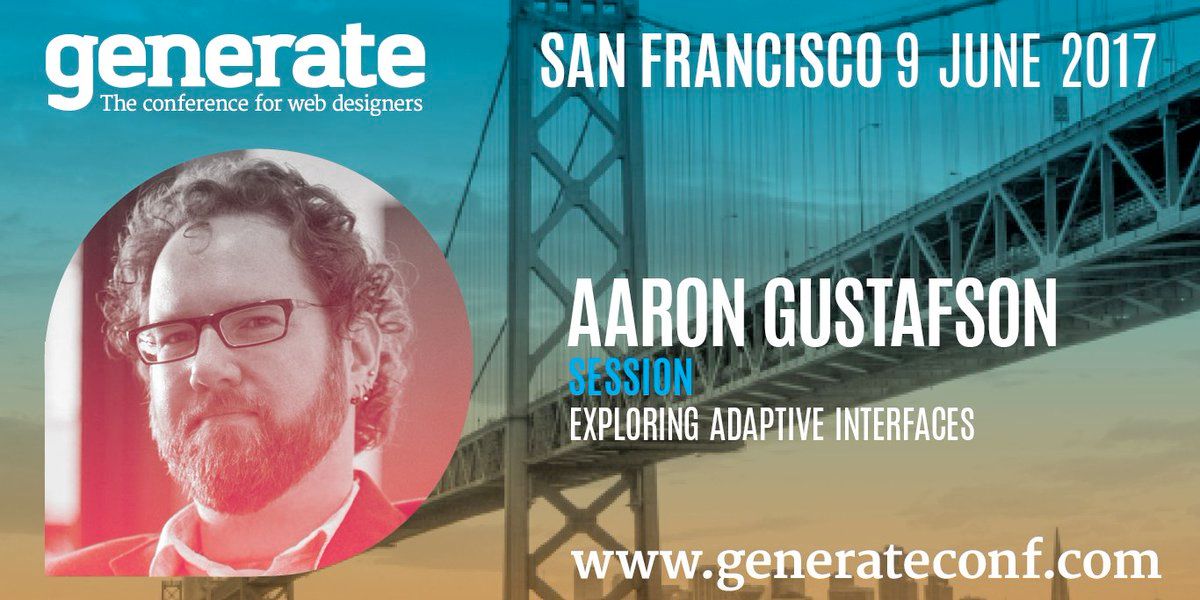 generate
The conference for web designers
SAN FRANCISCO 9 JUNE 2017
AARON GUSTAFSON
SESSION
EXPLORING ADAPTIVE INTERFACES
www.generateconf.com